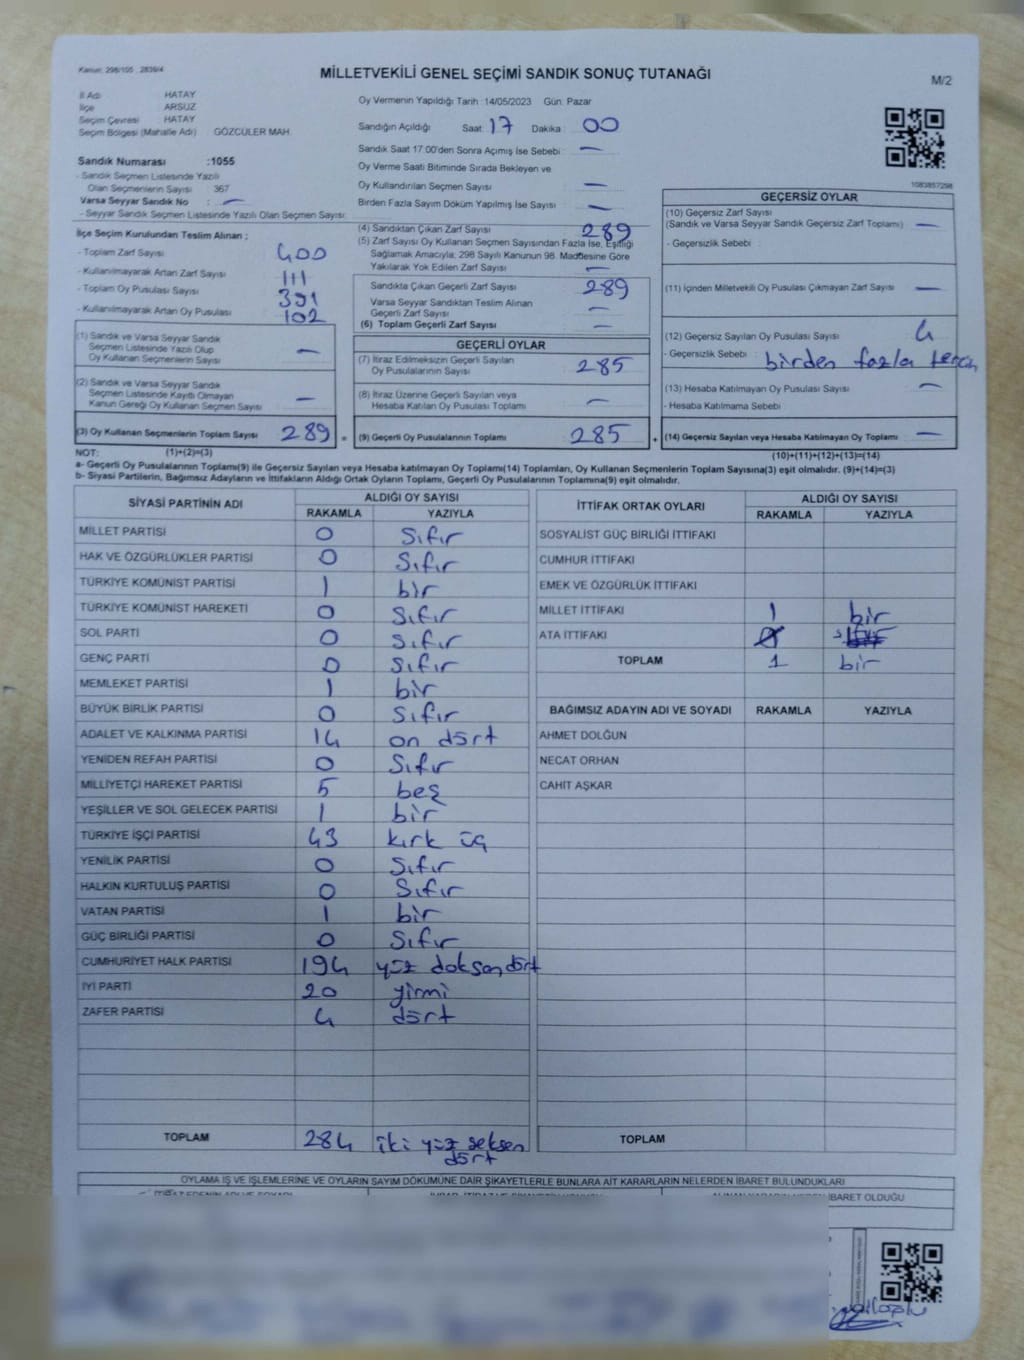 Kanun: 298/105 , 2839/4
MİLLETVEKİLİ GENEL SEÇİMİ SANDIK SONUÇ TUTANAĞI
M/2
İl Adı HATAY
İlçe ARSUZ
Seçim Çevresi HATAY
Seçim Bölgesi (Mahalle Adı) GÖZCÜLER MAH.
Sandık Numarası :1055
- Sandık Seçmen Listesinde Yazılı
Olan Seçmenlerin Sayısı : 367
Varsa Seyyar Sandık No : —
- Seyyar Sandık Seçmen Listesinde Yazılı Olan Seçmen Sayısı:
İlçe Seçim Kurulundan Teslim Alınan ;
- Toplam Zarf Sayısı 400
- Kullanılmayarak Artan Zarf Sayısı 111
- Toplam Oy Pusulası Sayısı 391
- Kullanılmayarak Artan Oy Pusulası 102
(1) Sandık ve Varsa Seyyar Sandık
Seçmen Listesinde Yazılı Olup
Oy Kullanan Seçmenlerin Sayısı —
(2) Sandık ve Varsa Seyyar Sandık
Seçmen Listesinde Kayıtlı Olmayan
Kanun Gereği Oy Kullanan Seçmen Sayısı —
(3) Oy Kullanan Seçmenlerin Toplam Sayısı 289 =
Oy Vermenin Yapıldığı Tarih :14/05/2023 Gün: Pazar
Sandığın Açıldığı Saat: 17 Dakika : 00
Sandık Saat 17.00'den Sonra Açımış İse Sebebi: —
Oy Verme Saati Bitiminde Sırada Bekleyen ve
Oy Kullandırılan Seçmen Sayısı : —
Birden Fazla Sayım Döküm Yapılmış İse Sayısı : —
(4) Sandıktan Çıkan Zarf Sayısı 289
(5) Zarf Sayısı Oy Kullanan Seçmen Sayısından Fazla İse, Eşitliği
Sağlamak Amacıyla; 298 Sayılı Kanunun 98. Maddesine Göre
Yakılarak Yok Edilen Zarf Sayısı —
Sandıkta Çıkan Geçerli Zarf Sayısı 289
Varsa Seyyar Sandıktan Teslim Alınan
Geçerli Zarf Sayısı —
(6) Toplam Geçerli Zarf Sayısı —
GEÇERLİ OYLAR
(7) İtiraz Edilmeksizin Geçerli Sayılan
Oy Pusulalarının Sayısı 285
(8) İtiraz Üzerine Geçerli Sayılan veya
Hesaba Katılan Oy Pusulası Toplamı —
(9) Geçerli Oy Pusulalarının Toplamı 285 +
1083857298
GEÇERSİZ OYLAR
(10) Geçersiz Zarf Sayısı
(Sandık ve Varsa Seyyar Sandık Geçersiz Zarf Toplamı) —
- Geçersizlik Sebebi :
(11) İçinden Milletvekili Oy Pusulası Çıkmayan Zarf Sayısı —
(12) Geçersiz Sayılan Oy Pusulası Sayısı 4
- Geçersizlik Sebebi : birden fazla tercih
(13) Hesaba Katılmayan Oy Pusulası Sayısı —
- Hesaba Katılmama Sebebi :
(14) Geçersiz Sayılan veya Hesaba Katılmayan Oy Toplamı —
NOT: (1)+(2)=(3) (10)+(11)+(12)+(13)=(14)
a- Geçerli Oy Pusulalarının Toplamı(9) ile Geçersiz Sayılan veya Hesaba katılmayan Oy Toplamı(14) Toplamları, Oy Kullanan Seçmenlerin Toplam Sayısına(3) eşit olmalıdır. (9)+(14)=(3)
b- Siyasi Partilerin, Bağımsız Adayların ve İttifakların Aldığı Ortak Oyların Toplamı, Geçerli Oy Pusulalarının Toplamına(9) eşit olmalıdır.
SİYASİ PARTİNİN ADI ALDIĞI OY SAYISI
RAKAMLA YAZIYLA
MİLLET PARTİSİ 0 Sıfır
HAK VE ÖZGÜRLÜKLER PARTİSİ 0 Sıfır
TÜRKİYE KOMÜNİST PARTİSİ 1 bir
TÜRKİYE KOMÜNİST HAREKETİ 0 Sıfır
SOL PARTİ 0 Sıfır
GENÇ PARTİ 0 Sıfır
MEMLEKET PARTİSİ 1 bir
BÜYÜK BİRLİK PARTİSİ 0 Sıfır
ADALET VE KALKINMA PARTİSİ 14 on dört
YENİDEN REFAH PARTİSİ 0 Sıfır
MİLLİYETÇİ HAREKET PARTİSİ 5 beş
YEŞİLLER VE SOL GELECEK PARTİSİ 1 bir
TÜRKİYE İŞÇİ PARTİSİ 43 kırk üç
YENİLİK PARTİSİ 0 Sıfır
HALKIN KURTULUŞ PARTİSİ 0 Sıfır
VATAN PARTİSİ 1 bir
GÜÇ BİRLİĞİ PARTİSİ 0 Sıfır
CUMHURİYET HALK PARTİSİ 194 yüz doksan dört
İYİ PARTİ 20 yirmi
ZAFER PARTİSİ 4 dört
TOPLAM 284 iki yüz seksen
dört
İTTİFAK ORTAK OYLARI ALDIĞI OY SAYISI
RAKAMLA YAZIYLA
SOSYALİST GÜÇ BİRLİĞİ İTTİFAKI
CUMHUR İTTİFAKI
EMEK VE ÖZGÜRLÜK İTTİFAKI
MİLLET İTTİFAKI 1 bir
ATA İTTİFAKI
TOPLAM 1 bir
BAĞIMSIZ ADAYIN ADI VE SOYADI RAKAMLA YAZIYLA
AHMET DOLĞUN
NECAT ORHAN
CAHİT AŞKAR
TOPLAM
OYLAMA İŞ VE İŞLEMLERİNE VE OYLARIN SAYIM DÖKÜMÜNE DAİR ŞİKAYETLERLE BUNLARA AİT KARARLARIN NELERDEN İBARET BULUNDUKLARI
İBARET OLDUĞU